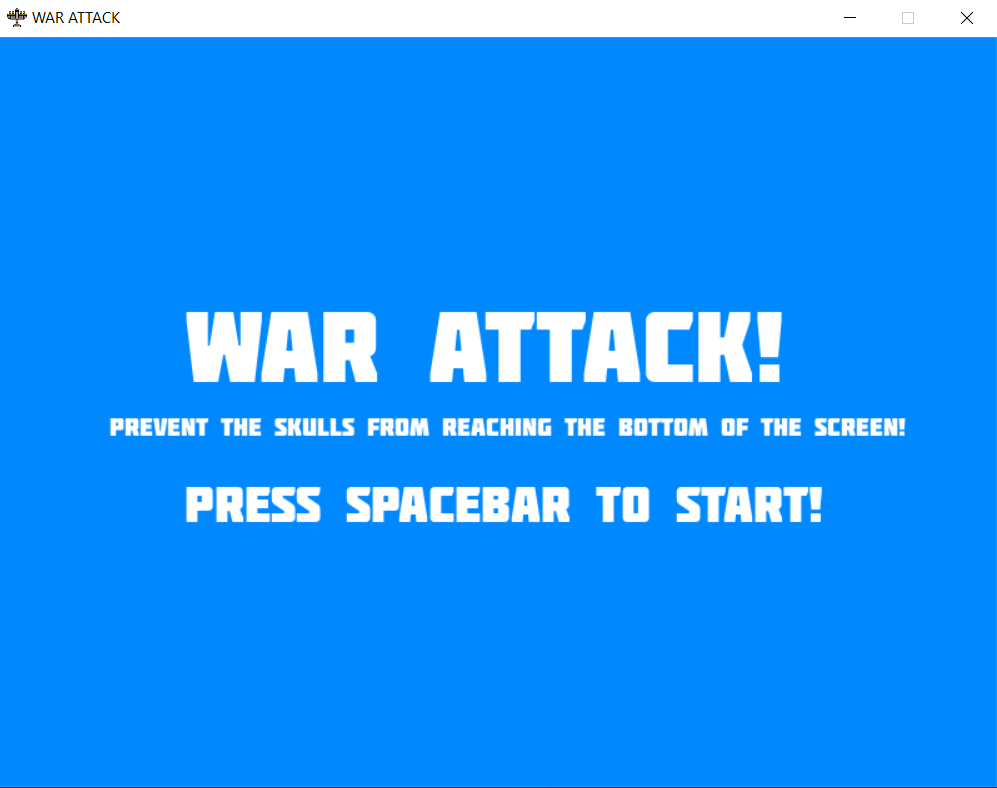 WAR ATTACK
WAR ATTACK!
PREVENT THE SKULLS FROM REACHING THE BOTTOM OF THE SCREEN!
PRESS SPACEBAR TO START!